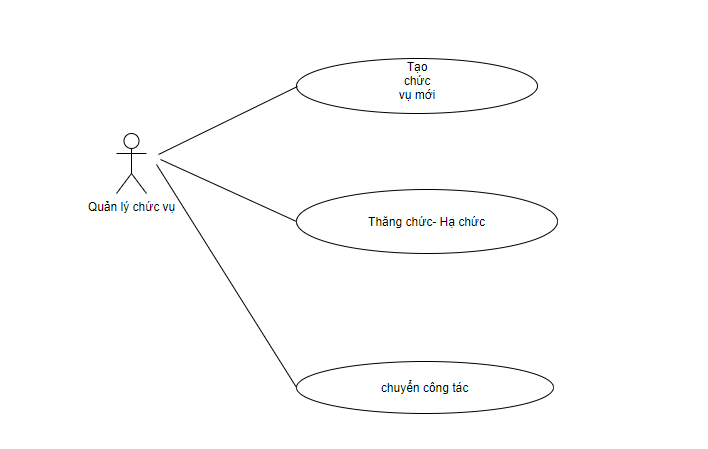 Tạo
chức
vụ mới
Quản lý chức vụ
Thăng chức- Hạ chức
chuyển công tác